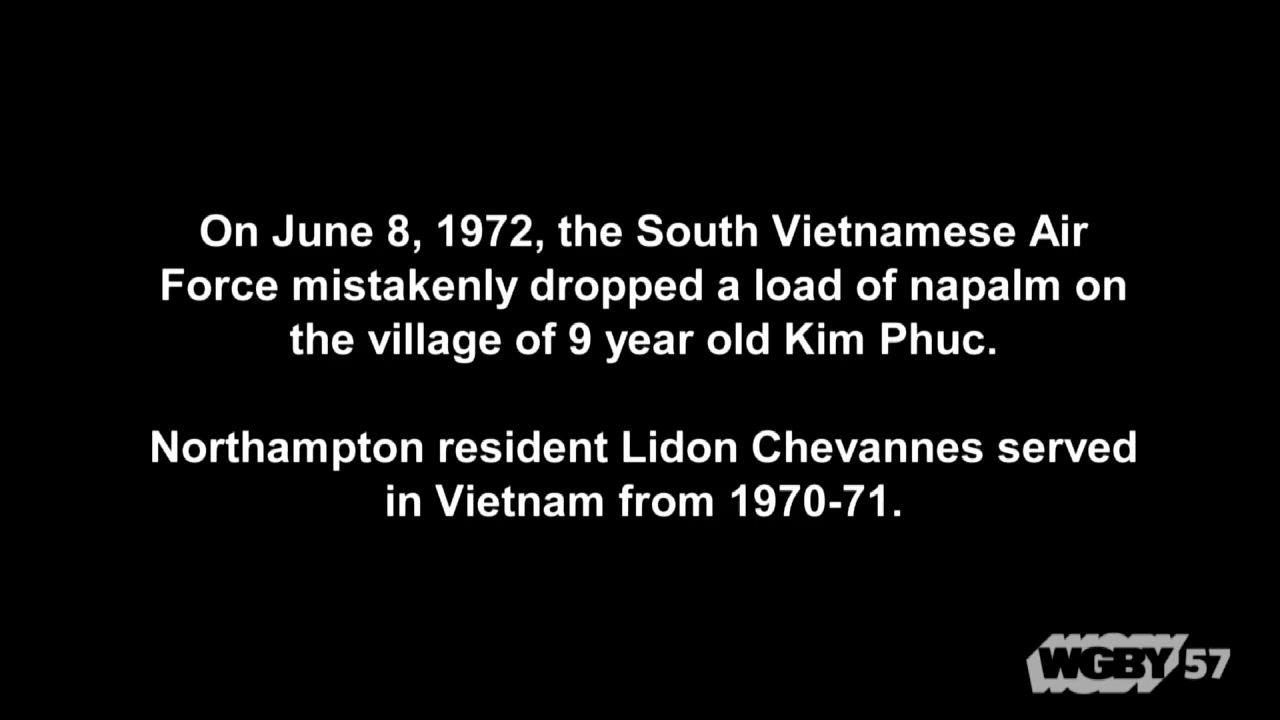 On June 8, 1972, the South Vietnamese Air
Force mistakenly dropped a load of napalm on
the village of 9 year old Kim Phuc.
Northampton resident Lidon Chevannes served
in Vietnam from 1970-71.
WGBY 57